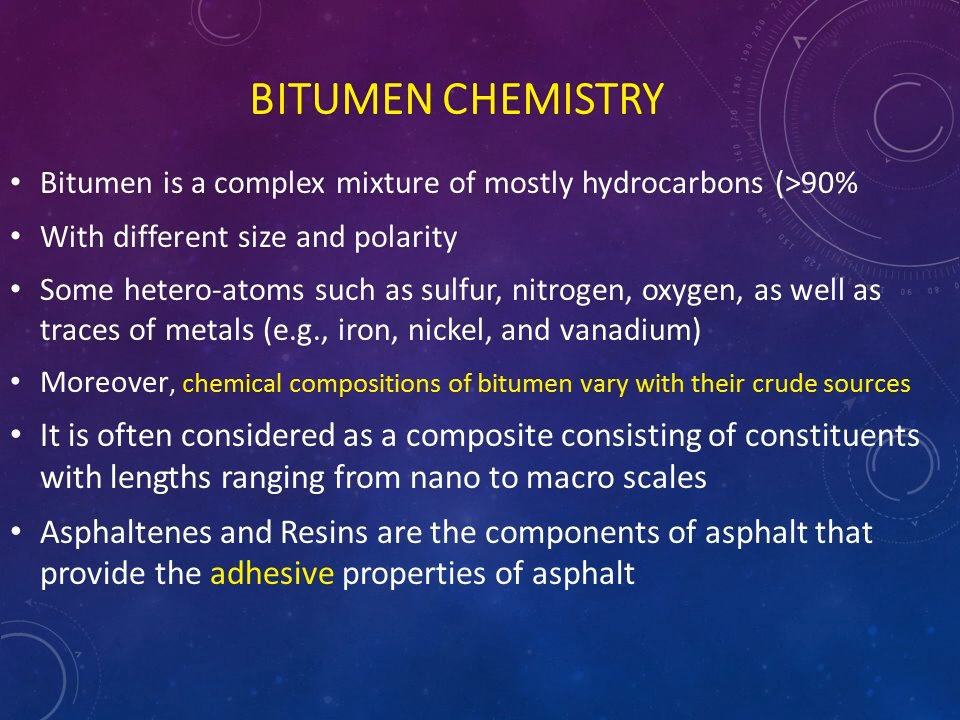 BITUMEN CHEMISTRY
• Bitumen is a complex mixture of mostly hydrocarbons (>90%
• With different size and polarity
• Some hetero-atoms such as sulfur, nitrogen, oxygen, as well as
traces of metals (e.g., iron, nickel, and vanadium)
• Moreover, chemical compositions of bitumen vary with their crude sources
• It is often considered as a composite consisting of constituents
with lengths ranging from nano to macro scales
• Asphaltenes and Resins are the components of asphalt that
provide the adhesive properties of asphalt